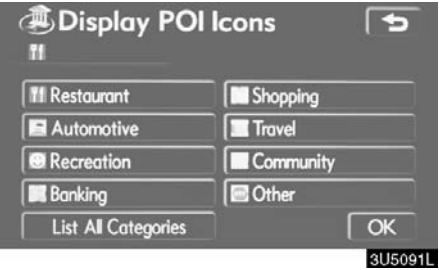 Display POI Icons
Restaurant
Shopping
Automotive
Travel
Recreation
Community
Banking
Other
List All Categories
OK
3U5091L